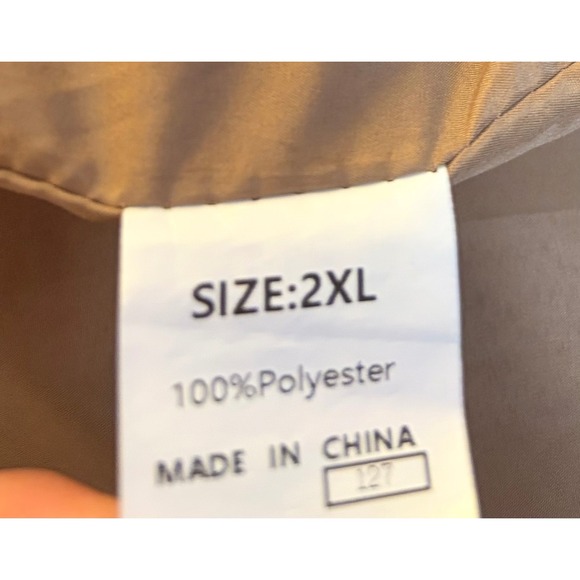 SIZE:2XL
100%Polyester
MADE IN CHINA
127